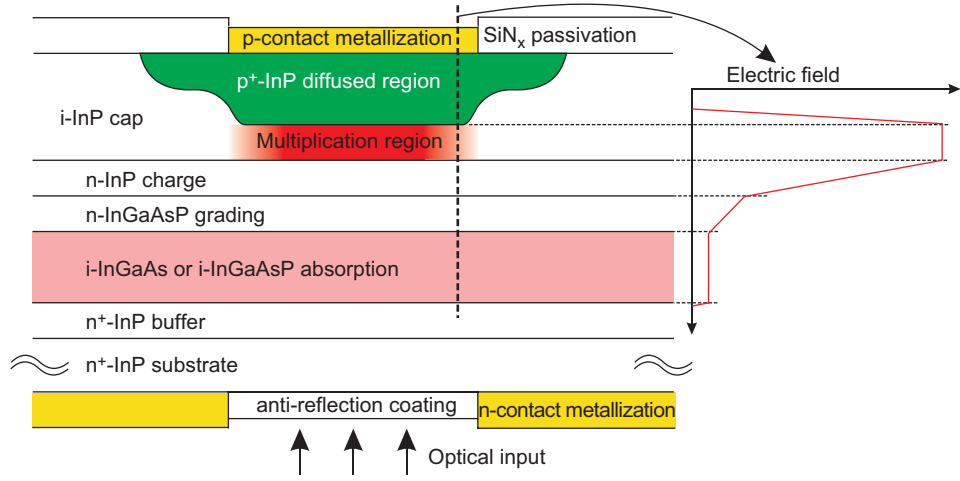 p-contact metallization
SiNx passivation
Electric field
p+-InP diffused region
i-InP cap
Multiplication region
n-InP charge
n-InGaAsP grading
i-InGaAs or i-InGaAsP absorption
n+-InP buffer
n+-InP substrate
anti-reflection coating
n-contact metallization
Optical input